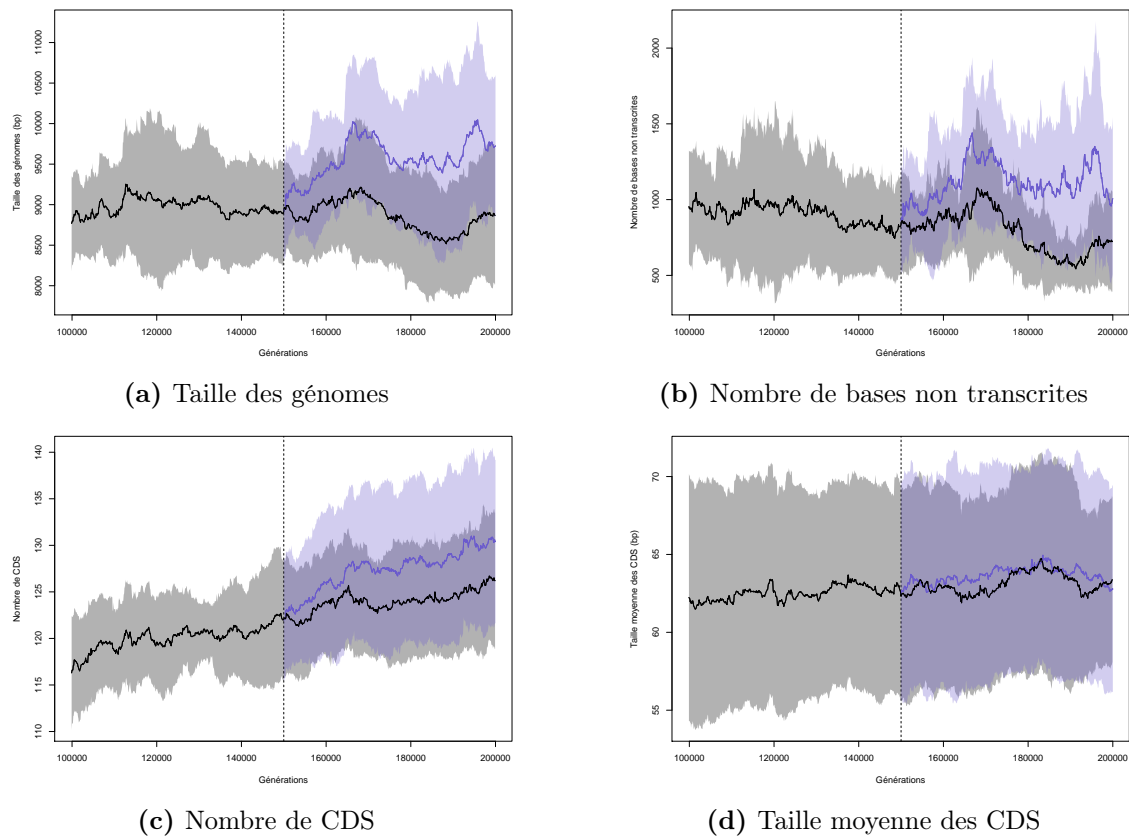 Taille des génomes (bp)
11000
10500
10000
9500
9000
8500
8000
100000 120000 140000 160000 180000 200000
Générations
(a) Taille des génomes
Nombre de bases non transcrites
2000
1500
1000
500
100000 120000 140000 160000 180000 200000
Générations
(b) Nombre de bases non transcrites
Nombre de CDS
140
135
130
125
120
115
110
100000 120000 140000 160000 180000 200000
Générations
(c) Nombre de CDS
Taille moyenne des CDS (bp)
70
65
60
55
100000 120000 140000 160000 180000 200000
Générations
(d) Taille moyenne des CDS